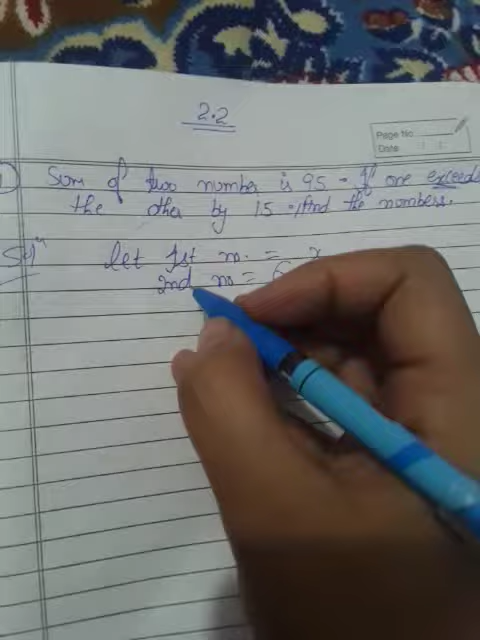 2.2
Page No.
Date
1) Sum of two number is 95 - If one exceeds
the other by 15 - find the numbers.
Solⁿ
let 1st no. = x
2nd no =